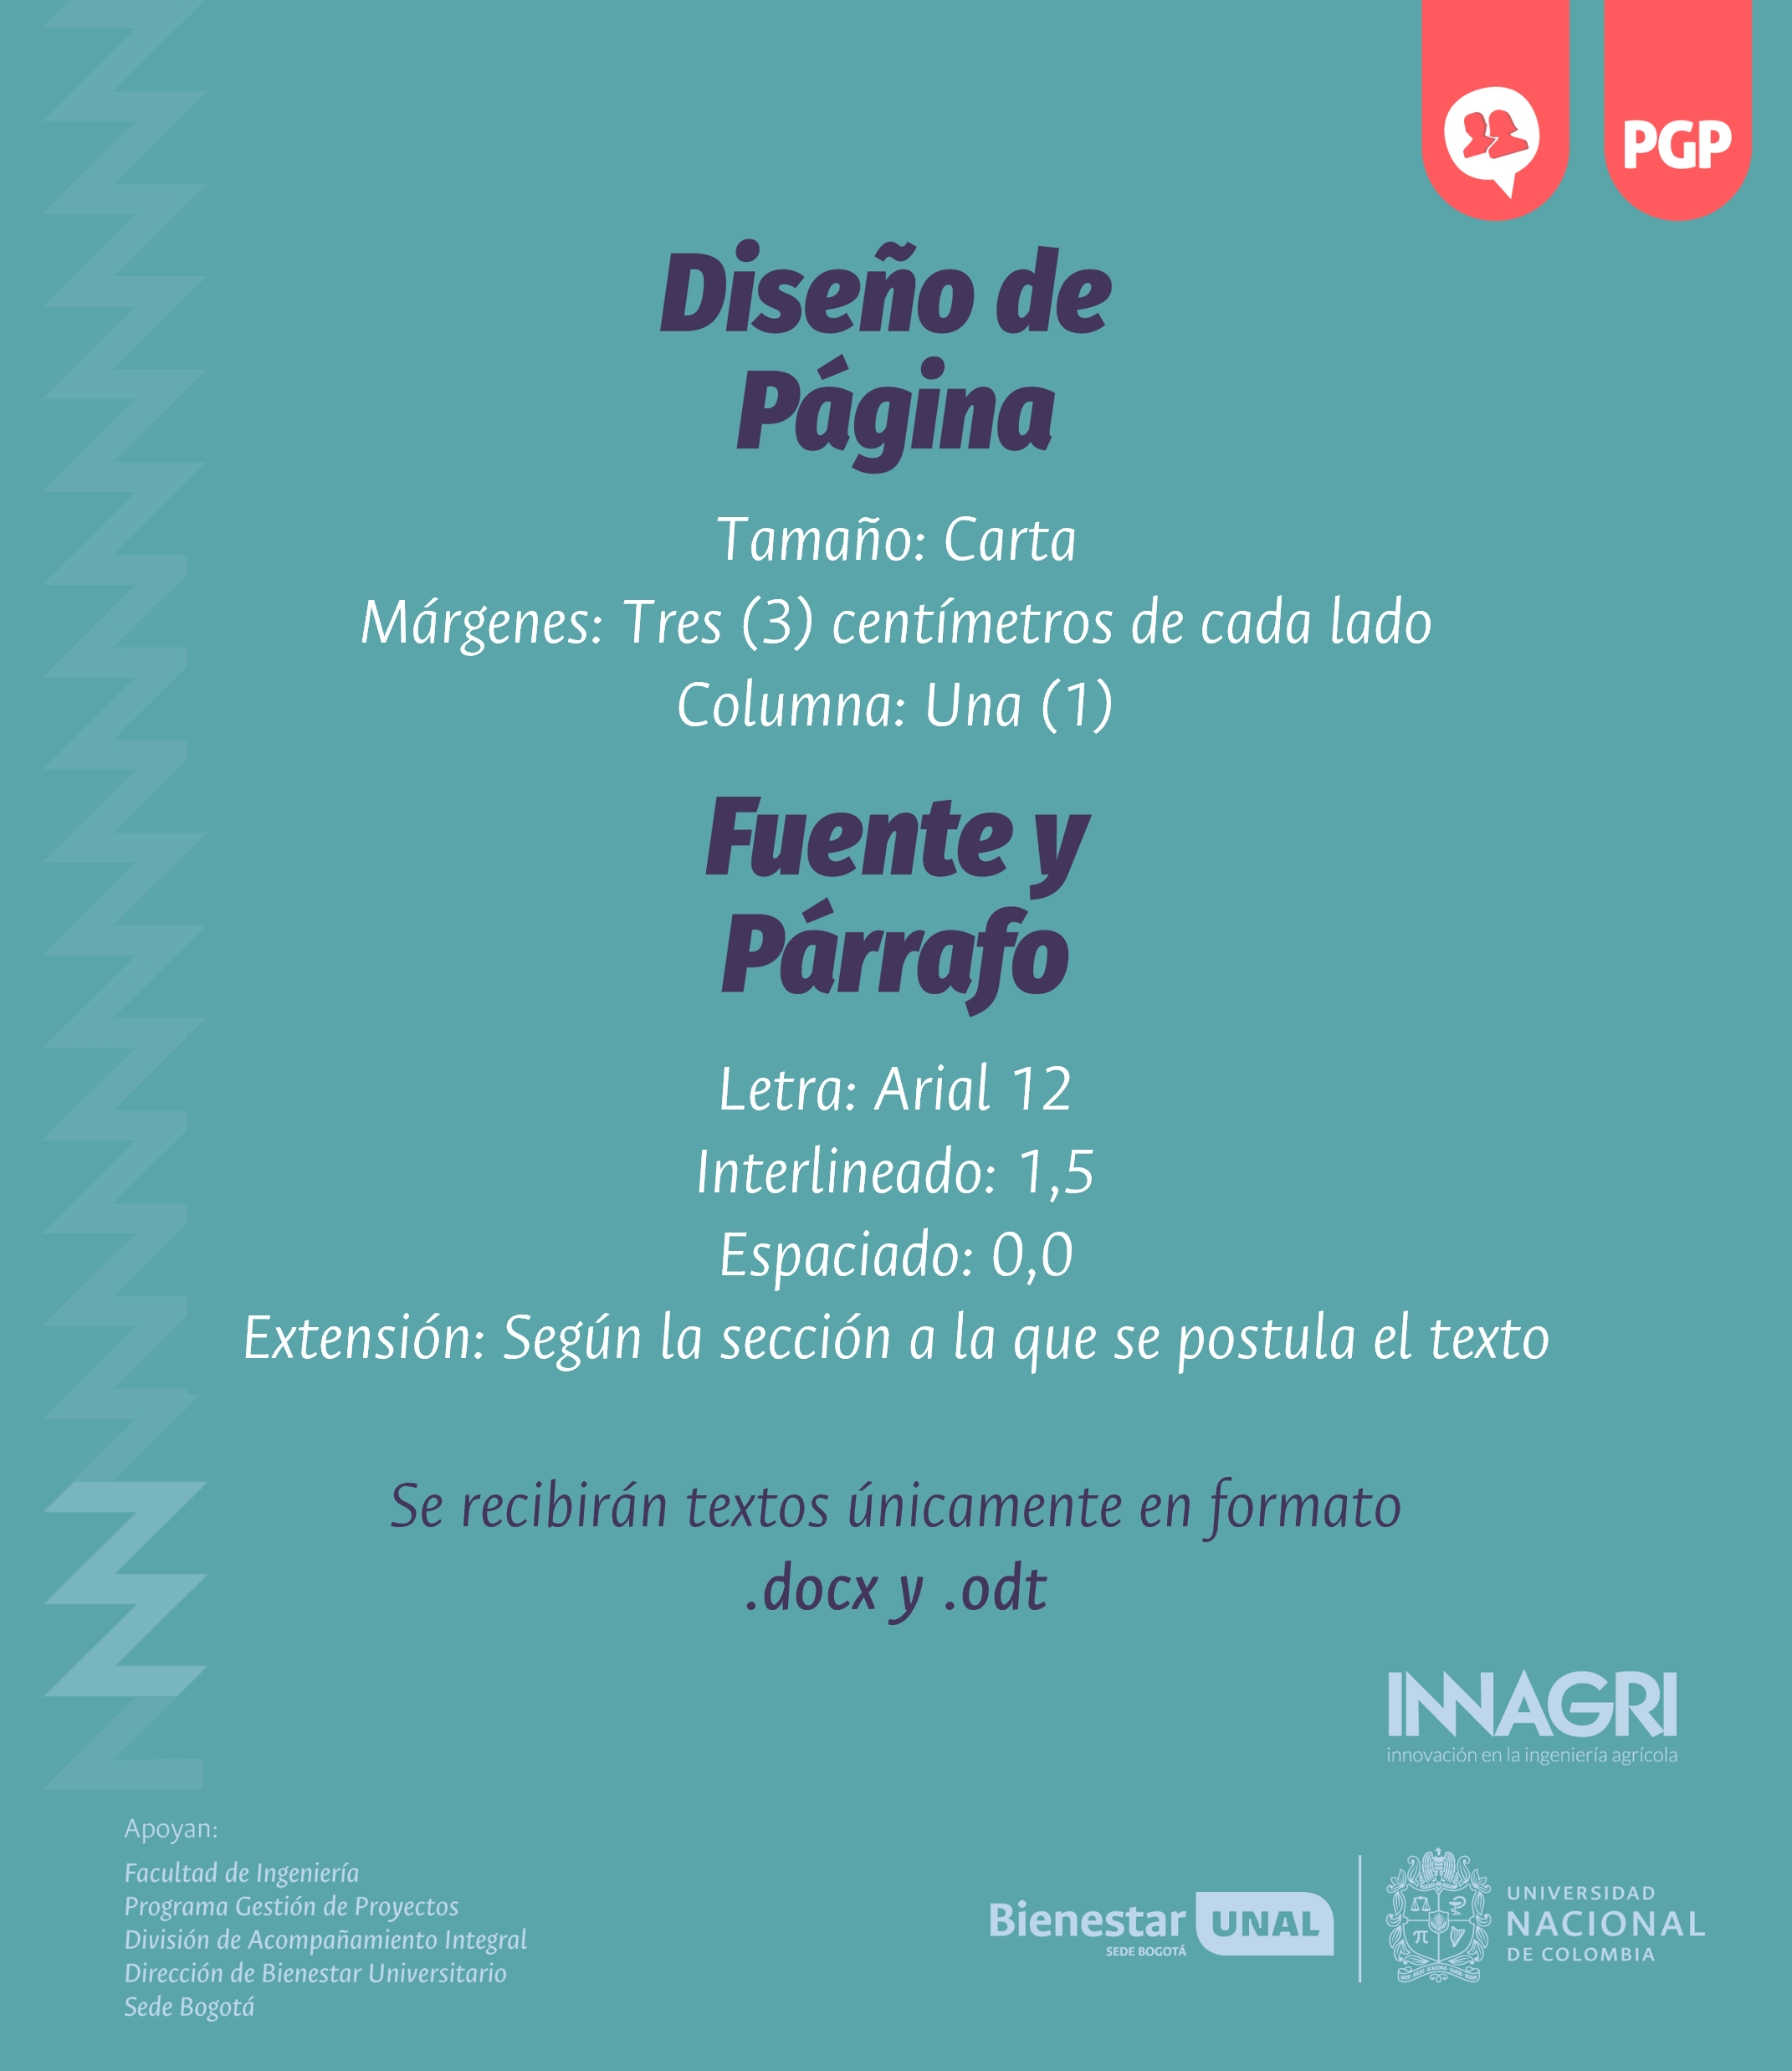 PGP
Diseño de
Página
Tamaño: Carta
Márgenes: Tres (3) centímetros de cada lado
Columna: Una (1)
Fuente y
Párrafo
Letra: Arial 12
Interlineado: 1,5
Espaciado: 0,0
Extensión: Según la sección a la que se postula el texto
Se recibirán textos únicamente en formato
.docx y .odt
INNAGRI
innovación en la ingeniería agrícola
Apoyan:
Facultad de Ingeniería
Programa Gestión de Proyectos
División de Acompañamiento Integral
Dirección de Bienestar Universitario
Sede Bogotá
Bienestar UNAL
SEDE BOGOTÁ
UNIVERSIDAD
NACIONAL
DE COLOMBIA